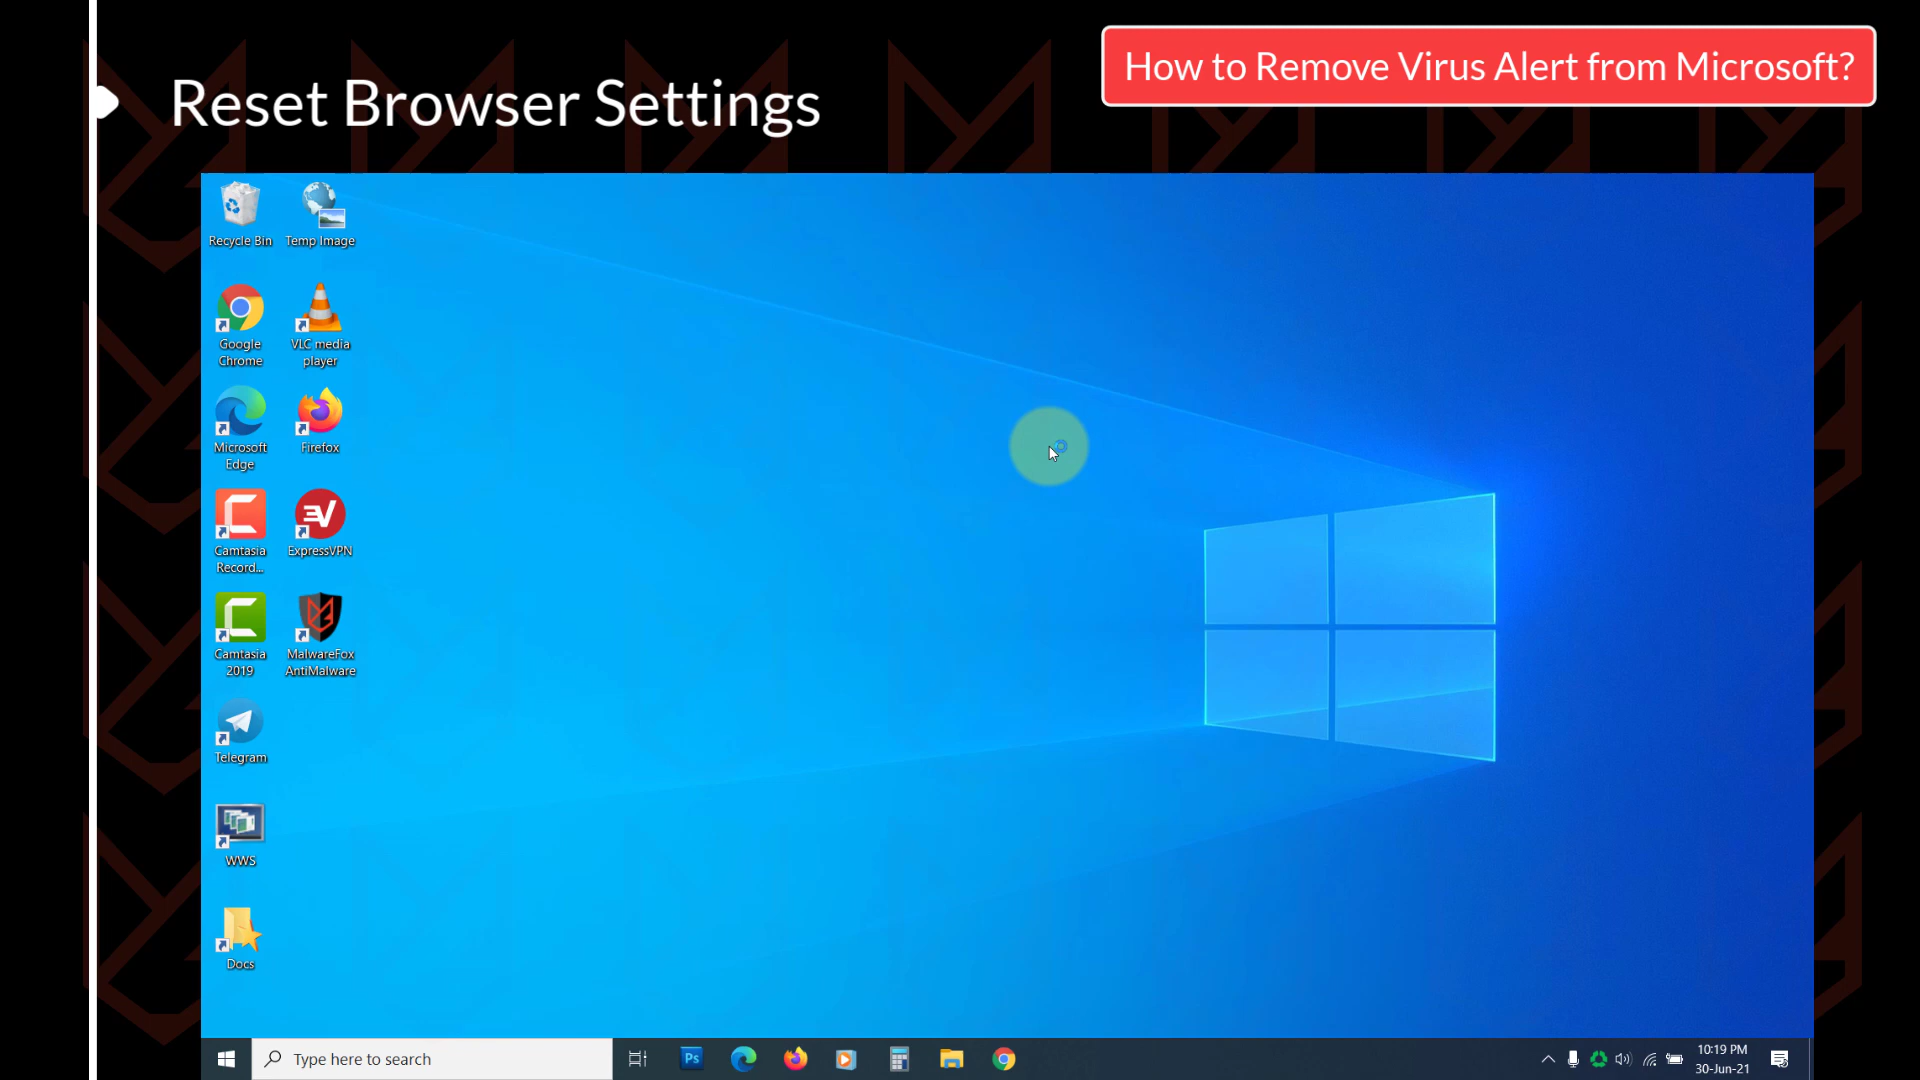 How to Remove Virus Alert from Microsoft?
Reset Browser Settings
Recycle Bin
Temp Image
Google
Chrome
VLC media
player
Microsoft
Edge
Firefox
Camtasia
Record...
ExpressVPN
Camtasia
2019
MalwareFox
AntiMalware
Telegram
WWS
Docs
Type here to search
Ps
10:19 PM
30-Jun-21